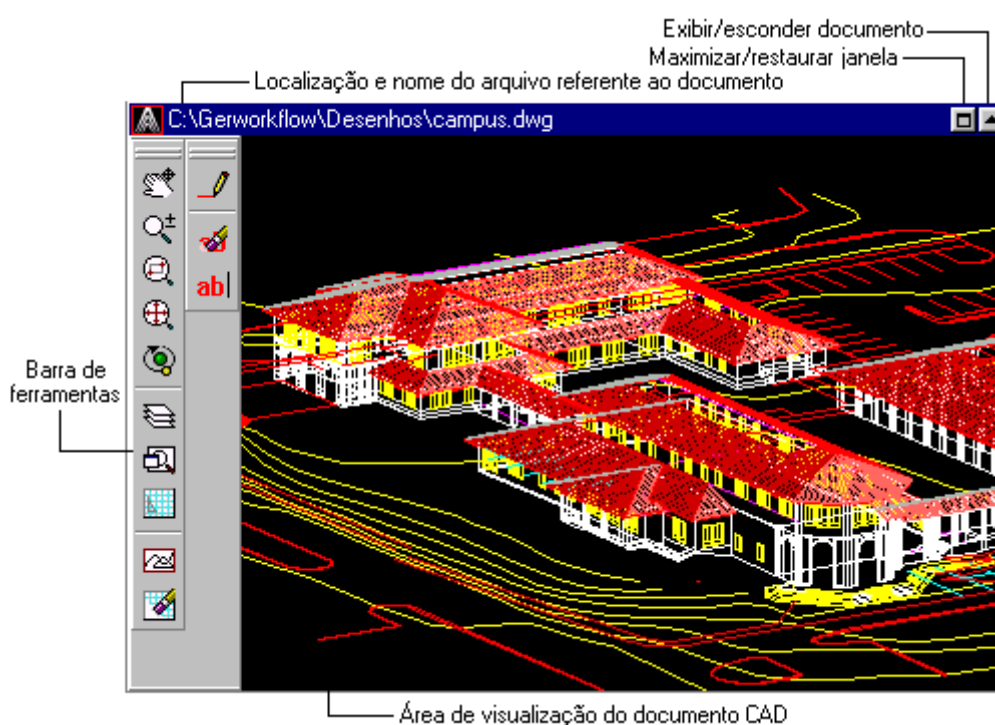 Exibir/esconder documento
Maximizar/restaurar janela
Localização e nome do arquivo referente ao documento
C:\Gerworkflow\Desenhos\campus.dwg
ab
Barra de
ferramentas
Área de visualização do documento CAD